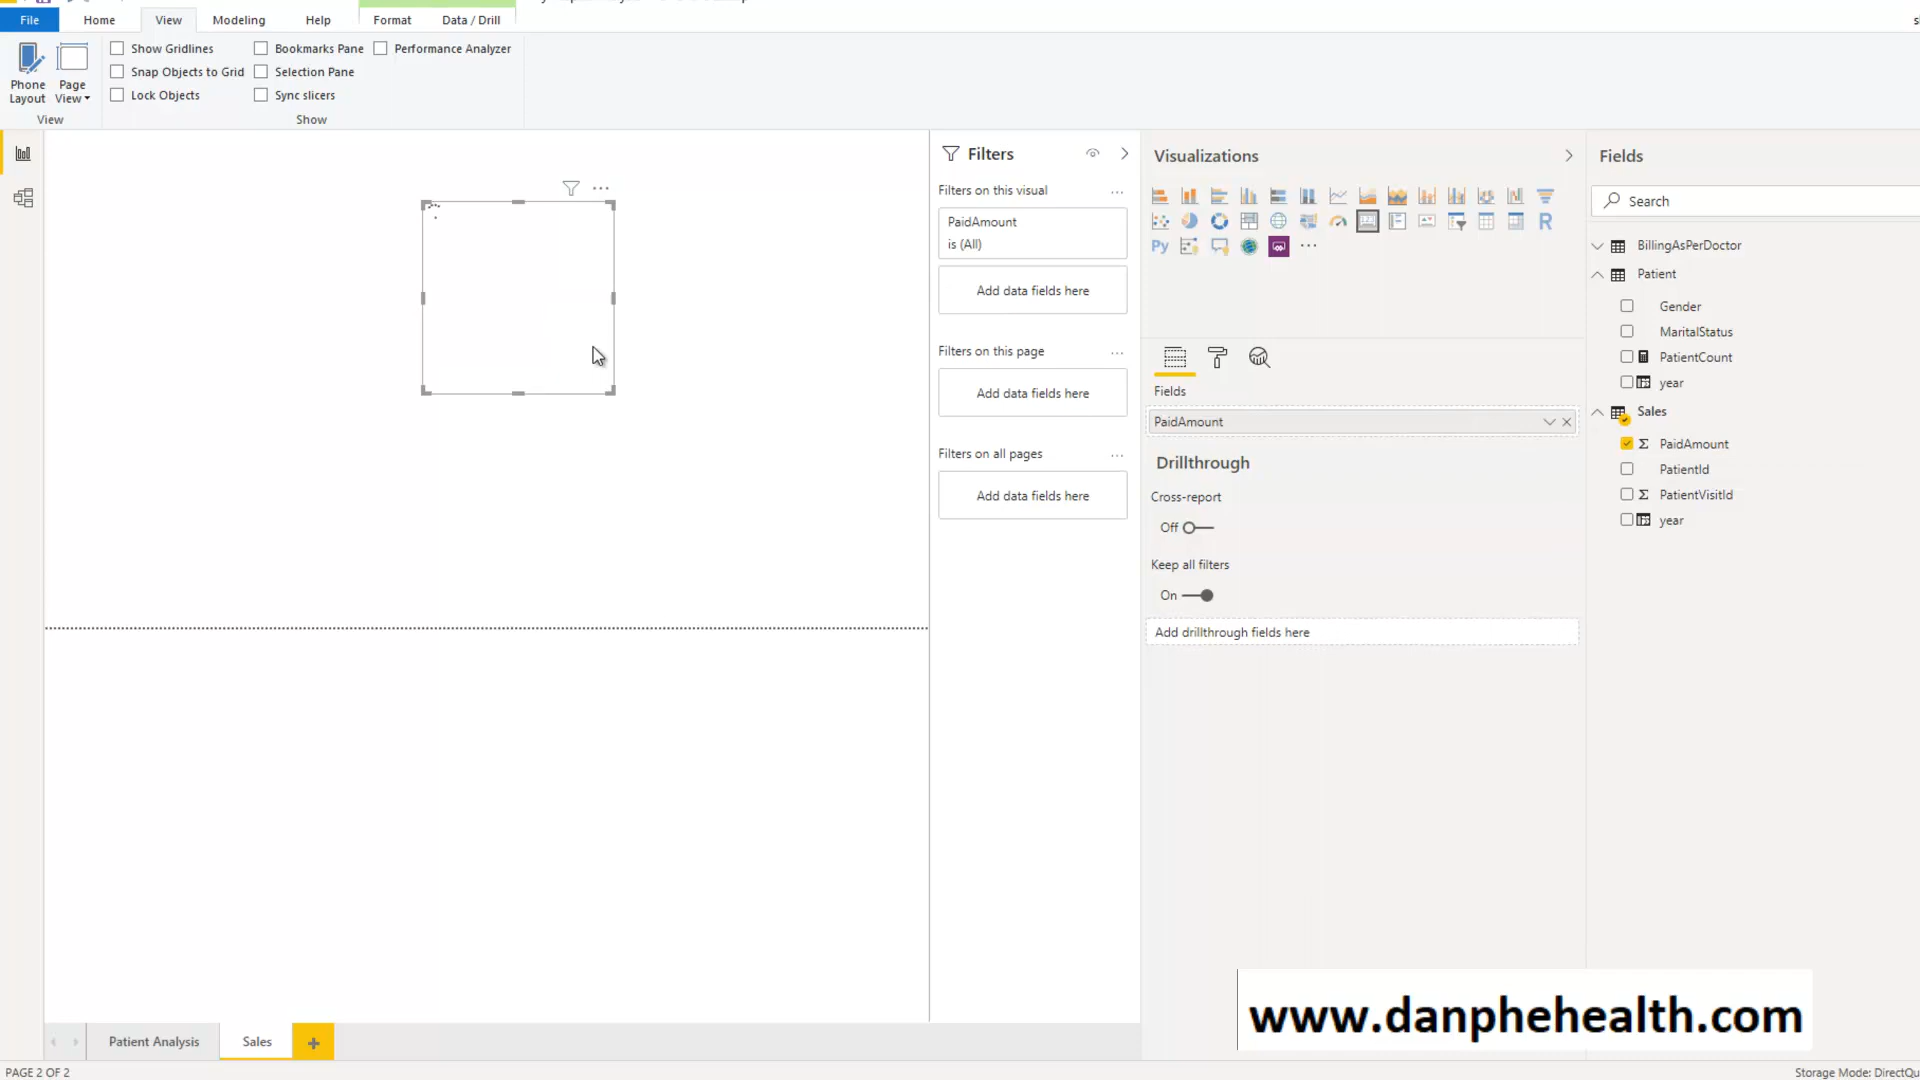 File
Home
View
Modeling
Help
Format
Data / Drill
Phone
Layout
Page
View
View
Show Gridlines
Snap Objects to Grid
Lock Objects
Bookmarks Pane
Selection Pane
Sync slicers
Performance Analyzer
Show
Filters
Filters on this visual
PaidAmount
is (All)
Add data fields here
Filters on this page
Add data fields here
Filters on all pages
Add data fields here
Visualizations
R
Py
Fields
PaidAmount
Drillthrough
Cross-report
Off
Keep all filters
On
Add drillthrough fields here
Fields
Search
BillingAsPerDoctor
Patient
Gender
MaritalStatus
PatientCount
year
Sales
PaidAmount
PatientId
PatientVisitId
year
www.danphehealth.com
Patient Analysis
Sales
PAGE 2 OF 2
Storage Mode: DirectQu